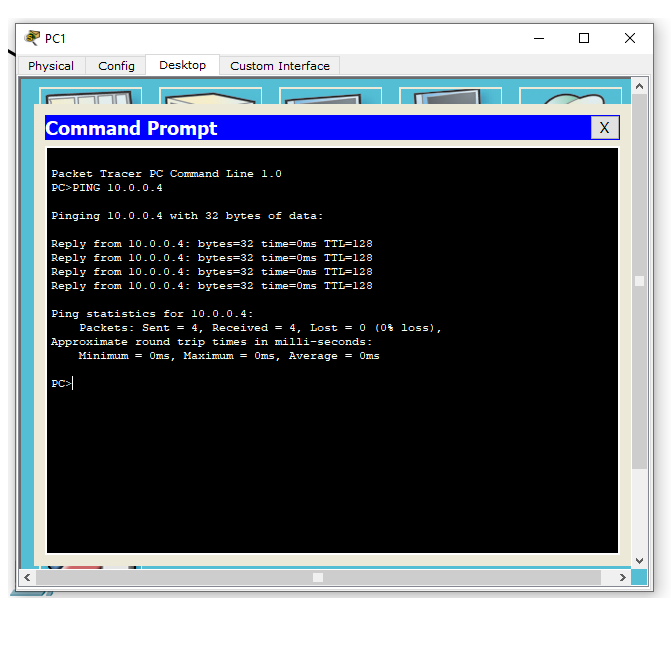 PC1
Physical Config Desktop Custom Interface
Command Prompt X
Packet Tracer PC Command Line 1.0
PC>PING 10.0.0.4
Pinging 10.0.0.4 with 32 bytes of data:
Reply from 10.0.0.4: bytes=32 time=0ms TTL=128
Reply from 10.0.0.4: bytes=32 time=0ms TTL=128
Reply from 10.0.0.4: bytes=32 time=0ms TTL=128
Reply from 10.0.0.4: bytes=32 time=0ms TTL=128
Ping statistics for 10.0.0.4:
Packets: Sent = 4, Received = 4, Lost = 0 (0% loss),
Approximate round trip times in milli-seconds:
Minimum = 0ms, Maximum = 0ms, Average = 0ms
PC>